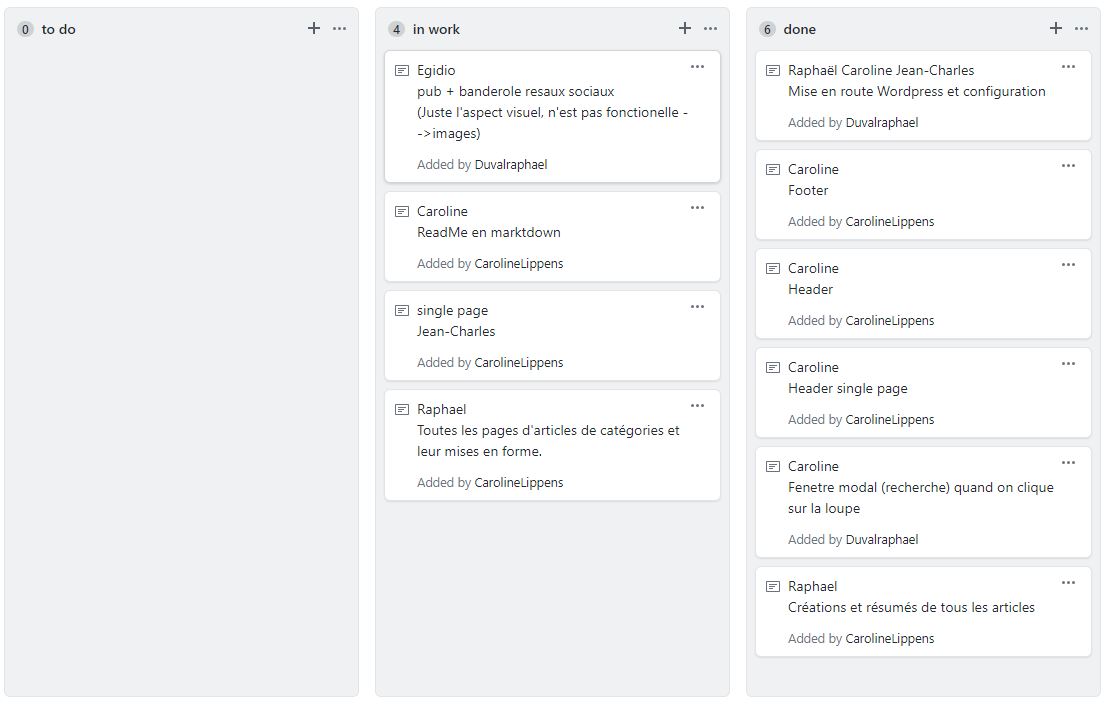 0 to do
4 in work
Egidio
pub + banderole resaux sociaux
(Juste l'aspect visuel, n'est pas fonctionelle -
->images)
Added by Duvalraphael
Caroline
ReadMe en marktdown
Added by CarolineLippens
single page
Jean-Charles
Added by CarolineLippens
Raphael
Toutes les pages d'articles de catégories et
leur mises en forme.
Added by CarolineLippens
6 done
Raphaël Caroline Jean-Charles
Mise en route Wordpress et configuration
Added by Duvalraphael
Caroline
Footer
Added by CarolineLippens
Caroline
Header
Added by CarolineLippens
Caroline
Header single page
Added by CarolineLippens
Caroline
Fenetre modal (recherche) quand on clique
sur la loupe
Added by Duvalraphael
Raphael
Créations et résumés de tous les articles
Added by CarolineLippens